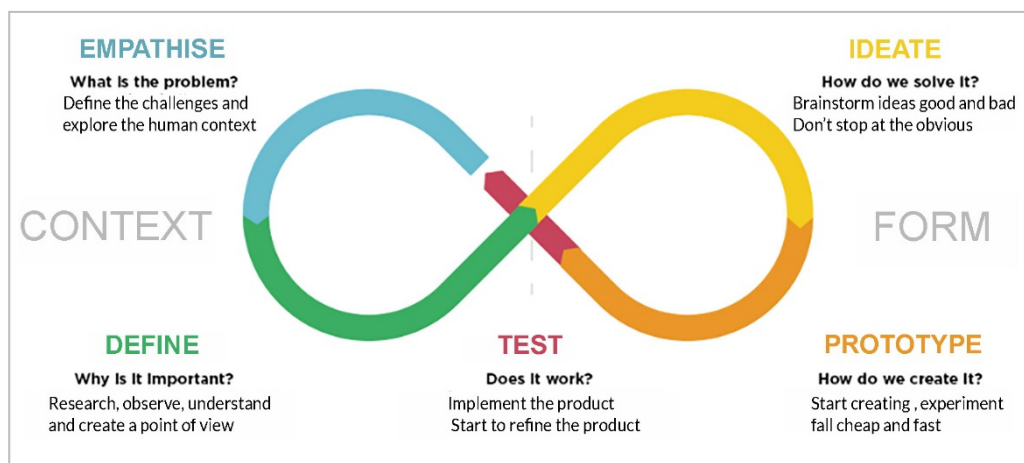 EMPATHISE
What is the problem?
Define the challenges and
explore the human context
IDEATE
How do we solve it?
Brainstorm ideas good and bad
Don't stop at the obvious
CONTEXT
FORM
DEFINE
Why is it important?
Research, observe, understand
and create a point of view
TEST
Does it work?
Implement the product
Start to refine the product
PROTOTYPE
How do we create it?
Start creating , experiment
fall cheap and fast